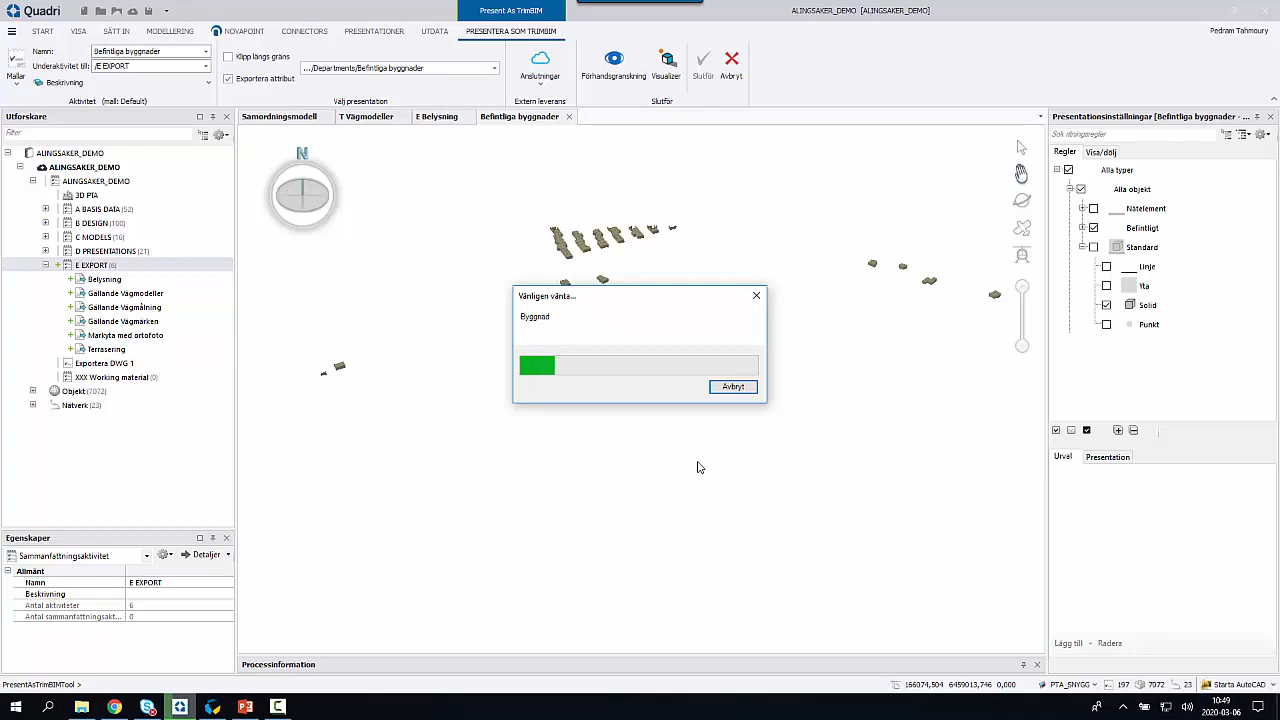 Quadri
Present As TrimBIM
ALINGSAKER_DEMO [ALINGSAKER_DEMO]
START
VISA
SÄTT IN
MODELLERING
NOVAPOINT
CONNECTORS
PRESENTATIONER
UTDATA
PRESENTERA SOM TRIMBIM
Pedram Tahmoury
Mallar
Namn:
Befintliga byggnader
Underaktivitet till:
/E EXPORT
Beskrivning
Aktivitet (mall: Default)
Klipp längs gräns
Exportera attribut
.../Departments/Befintliga byggnader
Välj presentation
Anslutningar
Extern leverans
Förhandsgranskning
Visualizer
Slutför
Avbryt
Slutför
Utforskare
Filter
ALINGSAKER_DEMO
ALINGSAKER_DEMO
ALINGSAKER_DEMO
3D PTA
A BASIS DATA (52)
B DESIGN (100)
C MODELS (16)
D PRESENTATIONS (21)
E EXPORT (6)
Belysning
Gällande Vägmodeller
Gällande Vägmålning
Gällande Vägmärken
Markyta med ortofoto
Terrasering
Exportera DWG 1
XXX Working material (0)
Objekt (7072)
Nätverk (23)
Egenskaper
Sammanfattningsaktivitet
Detaljer
Allmänt
Namn
E EXPORT
Beskrivning
Antal aktiviteter
6
Antal sammanfattningsakt...
0
Samordningsmodell
T Vägmodeller
E Belysning
Befintliga byggnader
N
Vänligen vänta...
Byggnad
Avbryt
Processinformation
Presentationsinställningar [Befintliga byggnader - ...
Sök ritningsregler
Regler
Visa/dölj
Alla typer
Alla objekt
Nätelement
Befintligt
Standard
Linje
Yta
Solid
Punkt
Urval
Presentation
Lägg till
Radera
PresentAsTrimBIMTool >
166074,504 6459013,746 0,000
PTA_SNYGG
197
7072
23
Starta AutoCAD
10:49
2020-03-06